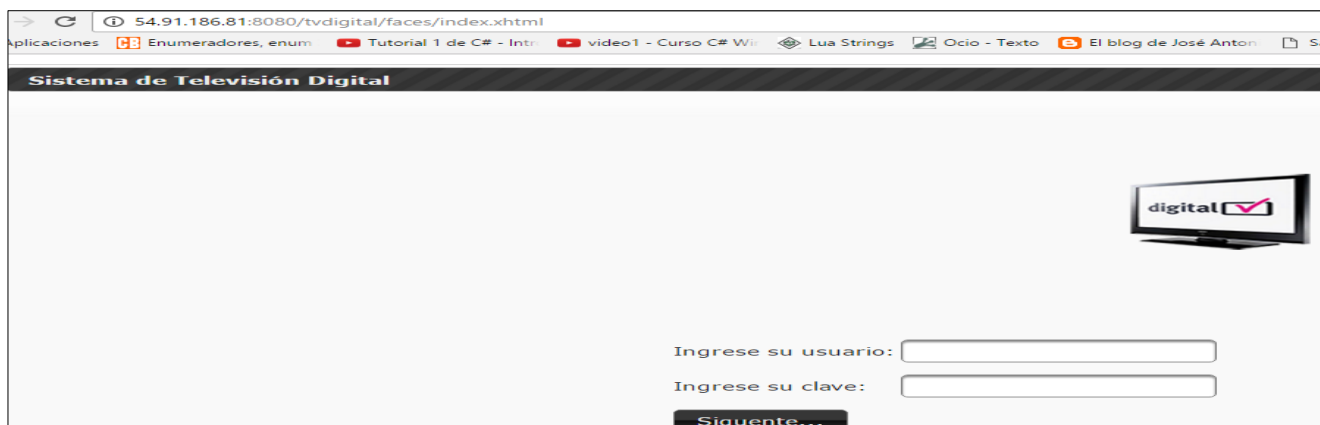 54.91.186.81:8080/tvdigital/faces/index.xhtml
Aplicaciones Enumeradores, enum Tutorial 1 de C# - Intr video1 - Curso C# Wi Lua Strings Ocio - Texto El blog de José Anton S
Sistema de Televisión Digital
digital
Ingrese su usuario:
Ingrese su clave:
Siguente...